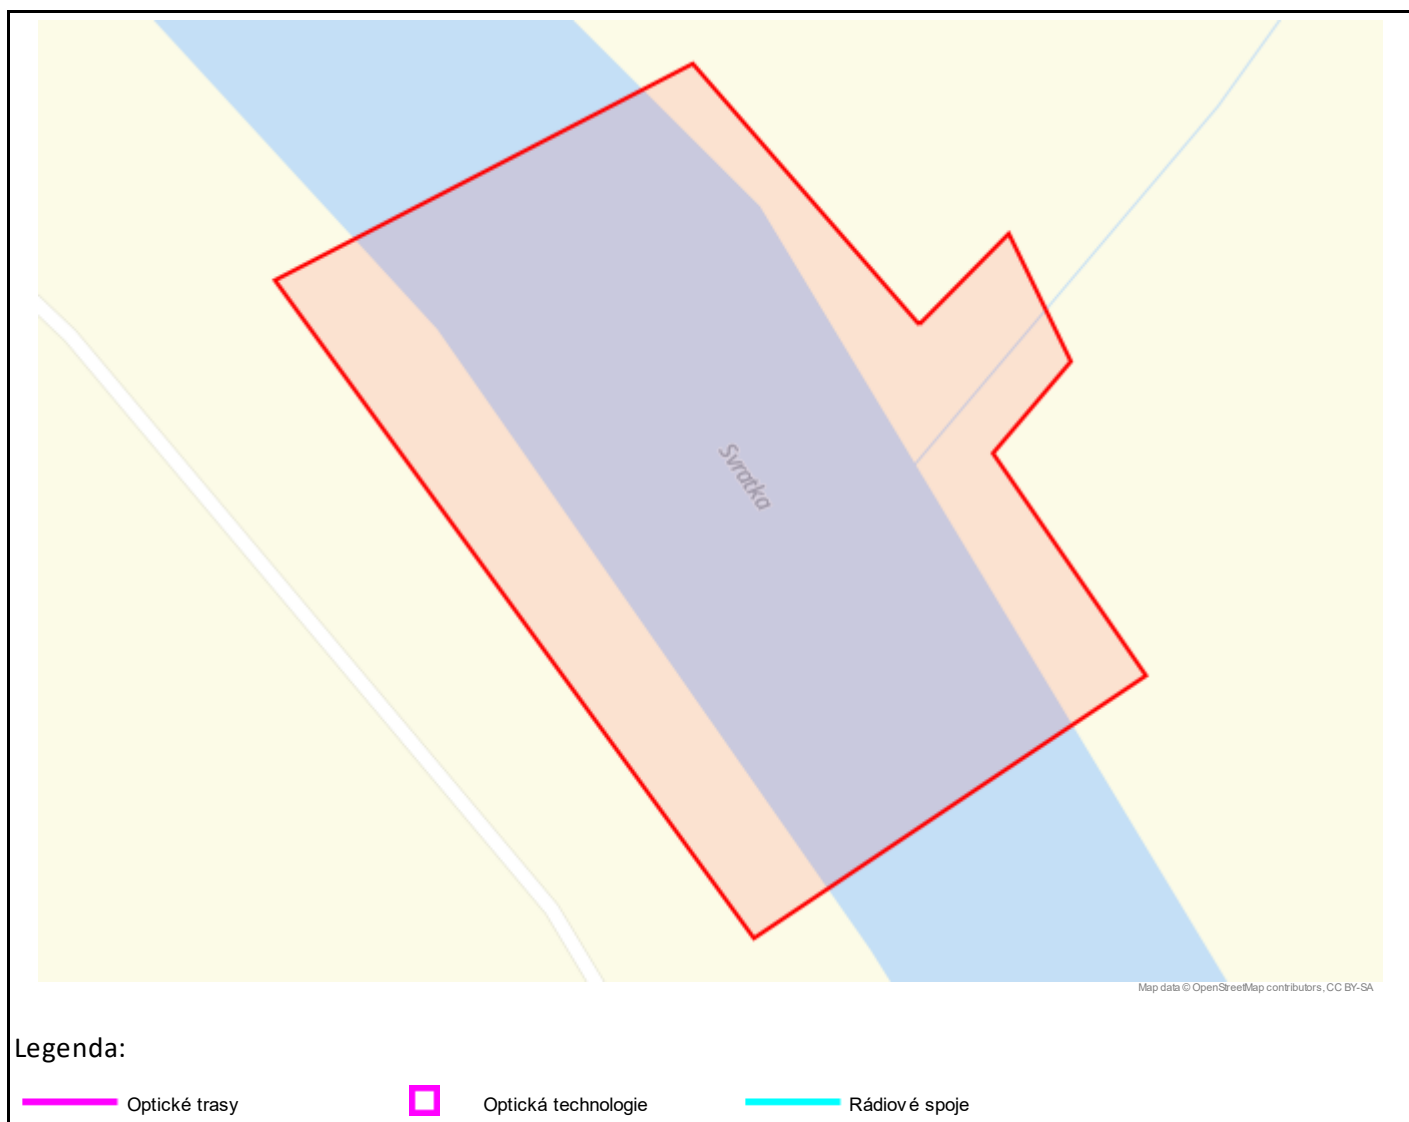 Svratka
Map data © OpenStreetMap contributors, CC BY-SA
Legenda:
Optické trasy
Optická technologie
Rádiové spoje